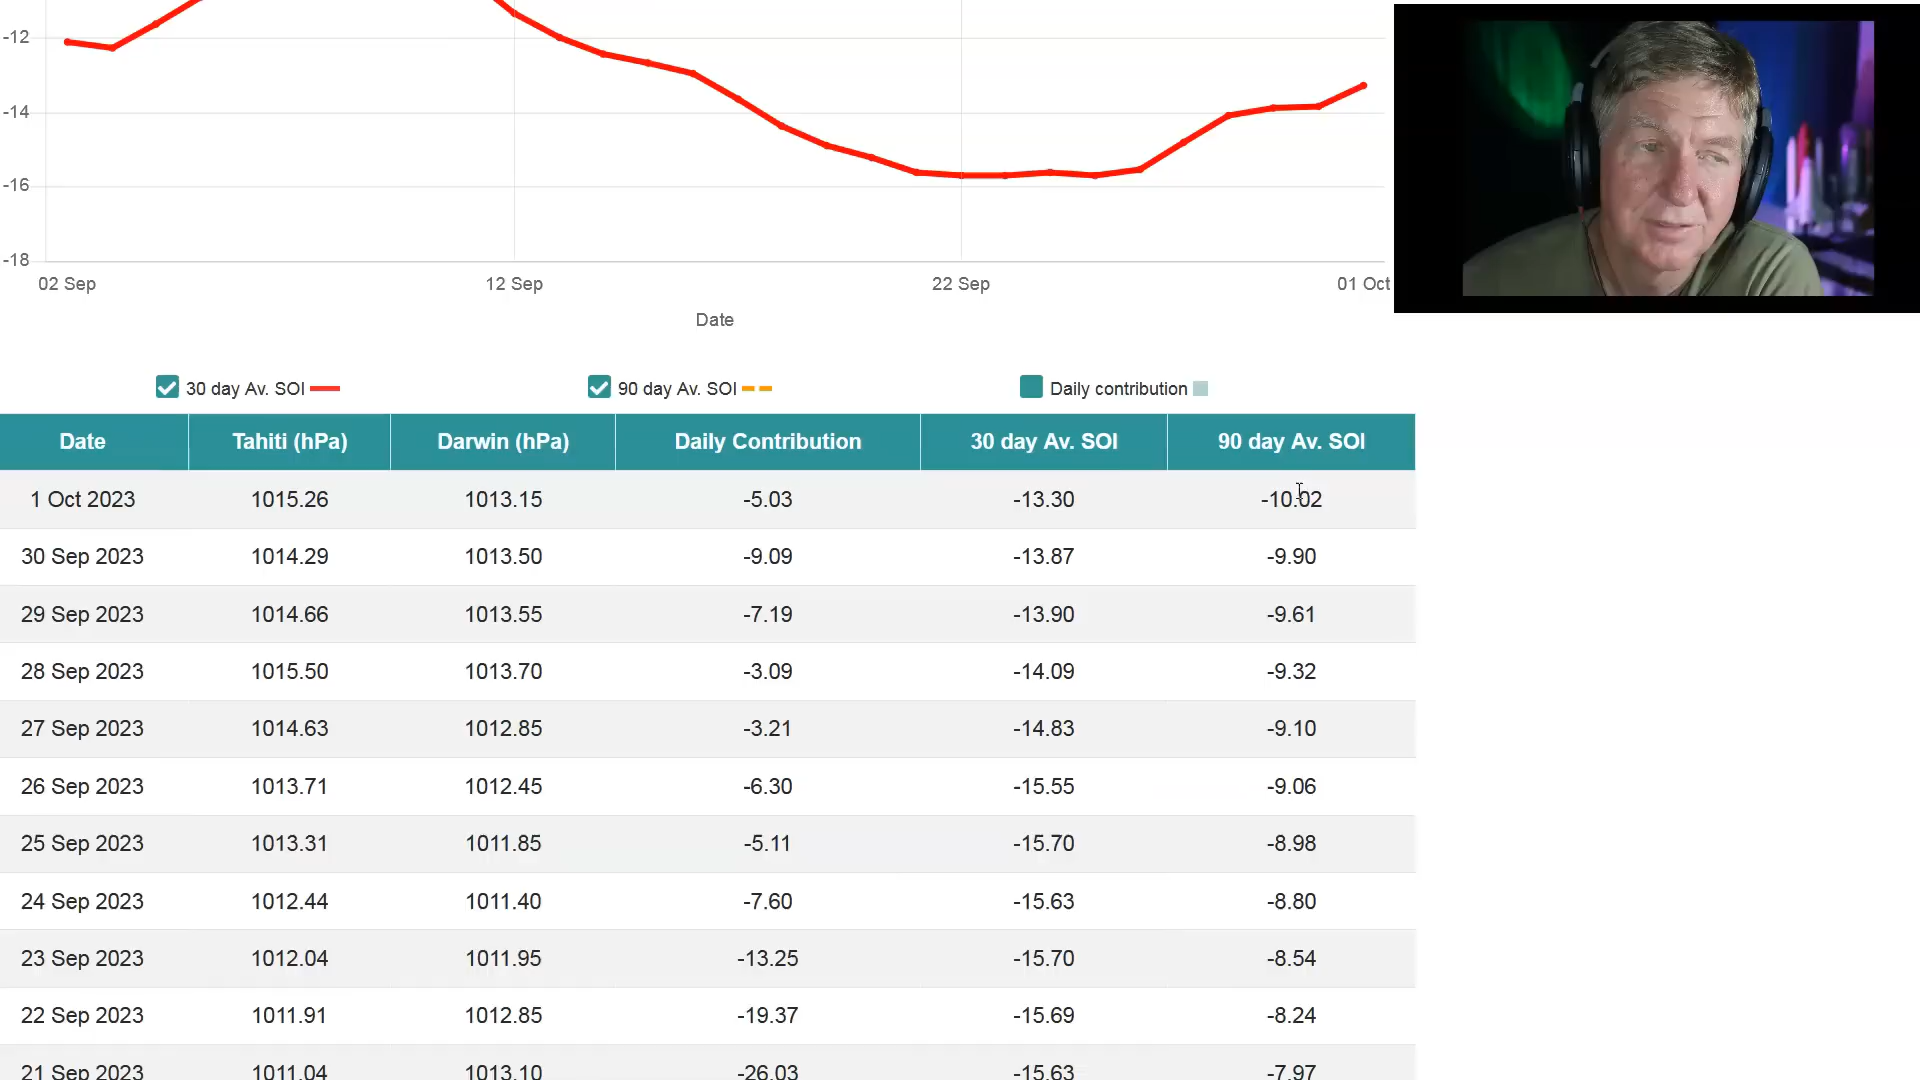 -12
-14
-16
-18
02 Sep 12 Sep 22 Sep 01 Oct
Date
30 day Av. SOI 90 day Av. SOI Daily contribution
Date Tahiti (hPa) Darwin (hPa) Daily Contribution 30 day Av. SOI 90 day Av. SOI
1 Oct 2023 1015.26 1013.15 -5.03 -13.30 -10.02
30 Sep 2023 1014.29 1013.50 -9.09 -13.87 -9.90
29 Sep 2023 1014.66 1013.55 -7.19 -13.90 -9.61
28 Sep 2023 1015.50 1013.70 -3.09 -14.09 -9.32
27 Sep 2023 1014.63 1012.85 -3.21 -14.83 -9.10
26 Sep 2023 1013.71 1012.45 -6.30 -15.55 -9.06
25 Sep 2023 1013.31 1011.85 -5.11 -15.70 -8.98
24 Sep 2023 1012.44 1011.40 -7.60 -15.63 -8.80
23 Sep 2023 1012.04 1011.95 -13.25 -15.70 -8.54
22 Sep 2023 1011.91 1012.85 -19.37 -15.69 -8.24
21 Sep 2023 1011.04 1013.10 -26.03 -15.63 -7.97